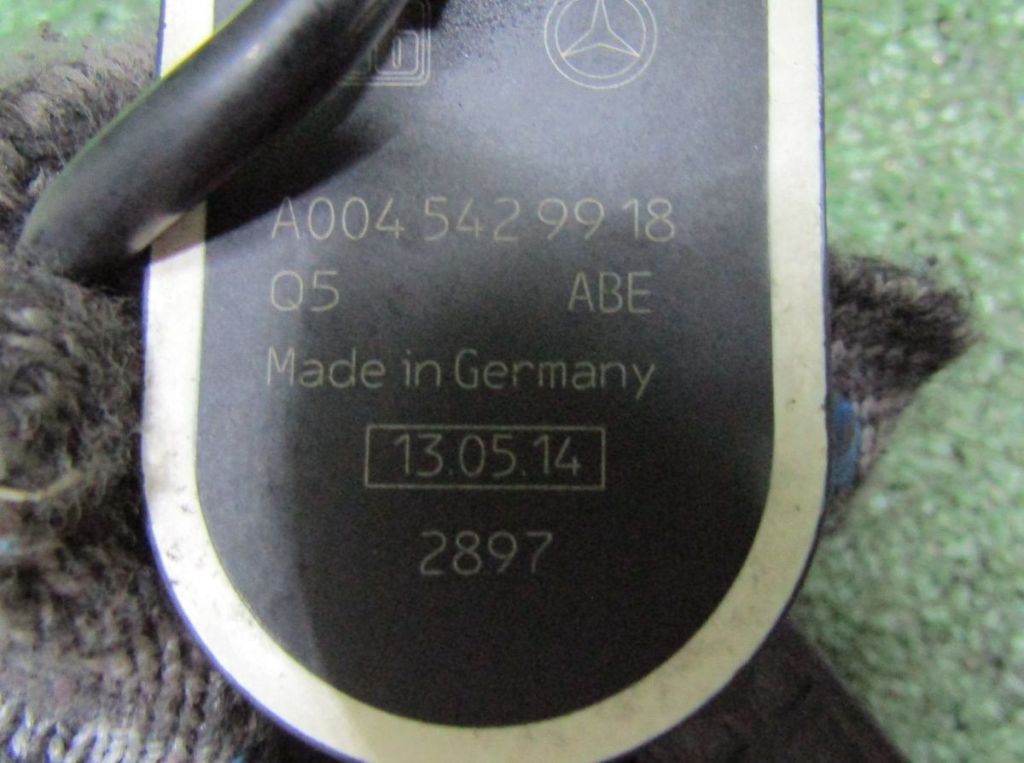 A004 542 99 18
Q5 ABE
Made in Germany
13.05.14
2897